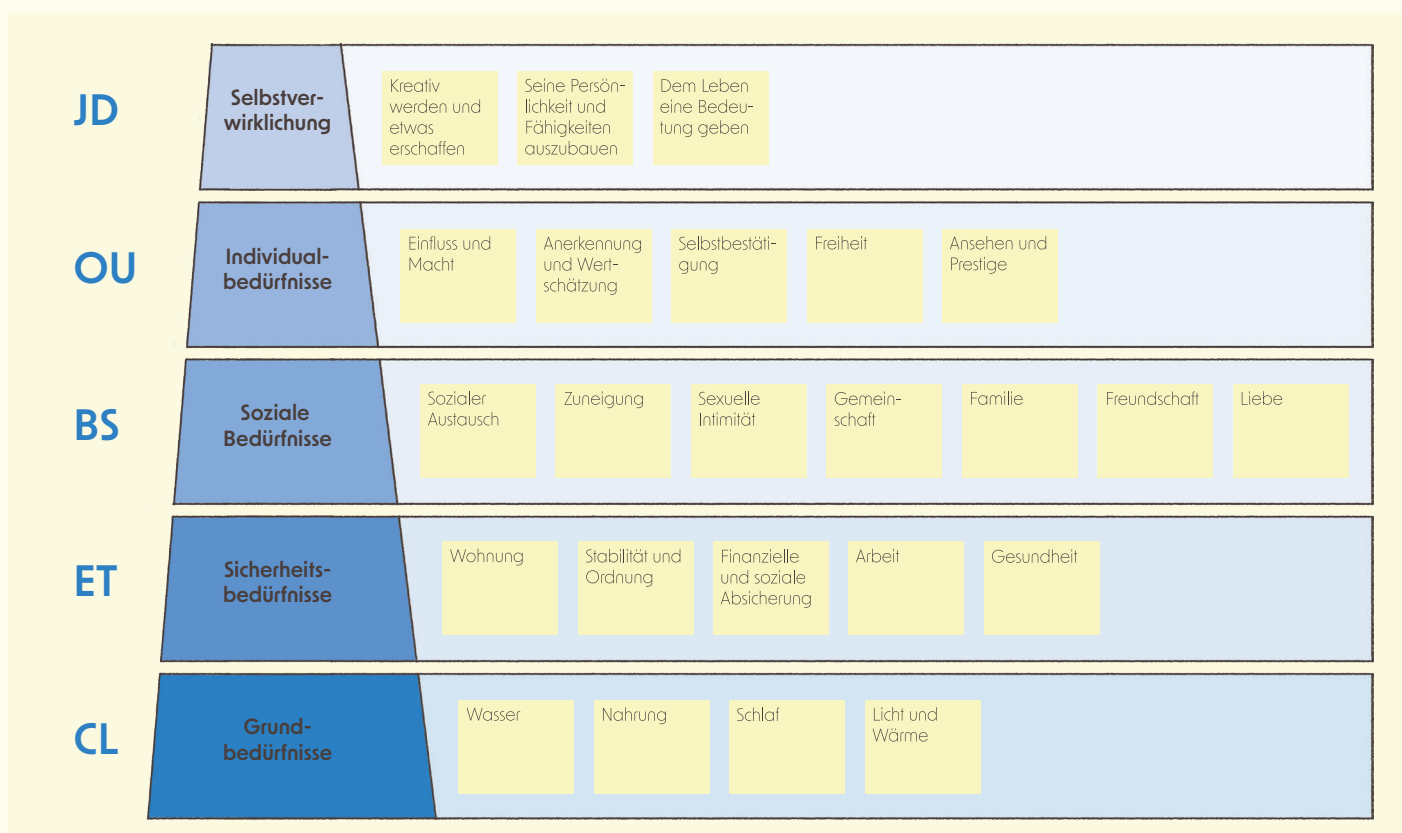 JD
Selbstver-
wirklichung
Kreativ
werden und
etwas
erschaffen
Seine Persön-
lichkeit und
Fähigkeiten
auszubauen
Dem Leben
eine Bedeu-
tung geben
OU
Individual-
bedürfnisse
Einfluss und
Macht
Anerkennung
und Wert-
schätzung
Selbstbestäti-
gung
Freiheit
Ansehen und
Prestige
BS
Soziale
Bedürfnisse
Sozialer
Austausch
Zuneigung
Sexuelle
Intimität
Gemein-
schaft
Familie
Freundschaft
Liebe
ET
Sicherheits-
bedürfnisse
Wohnung
Stabilität und
Ordnung
Finanzielle
und soziale
Absicherung
Arbeit
Gesundheit
CL
Grund-
bedürfnisse
Wasser
Nahrung
Schlaf
Licht und
Wärme